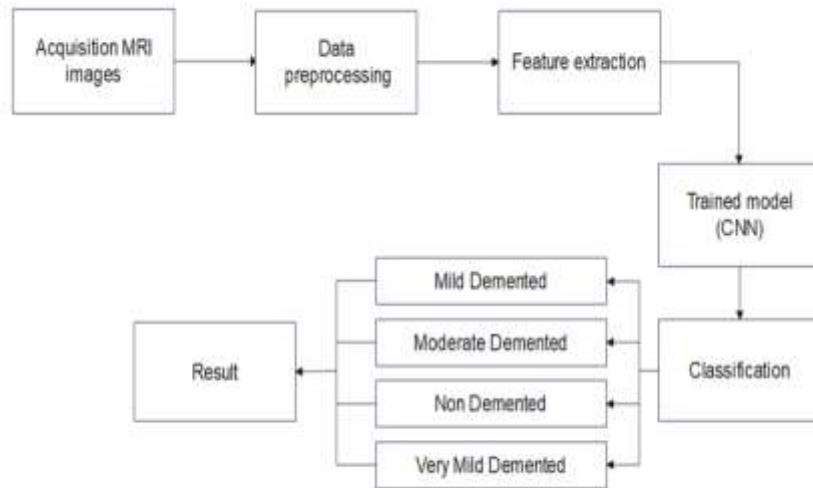 Acquisition MRI
images
Data
preprocessing
Feature extraction
Trained model
(CNN)
Classification
Mild Demented
Moderate Demented
Non Demented
Very Mild Demented
Result